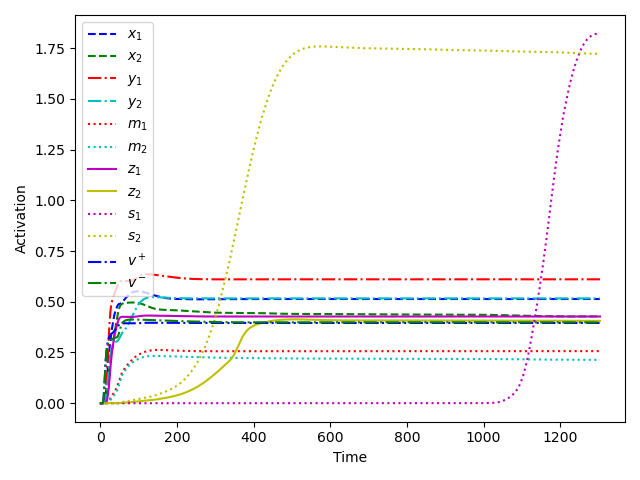 1.75
1.50
1.25
1.00
0.75
0.50
0.25
0.00
Activation
x₁
x₂
y₁
y₂
m₁
m₂
z₁
z₂
s₁
s₂
v⁺
v⁻
0 200 400 600 800 1000 1200
Time